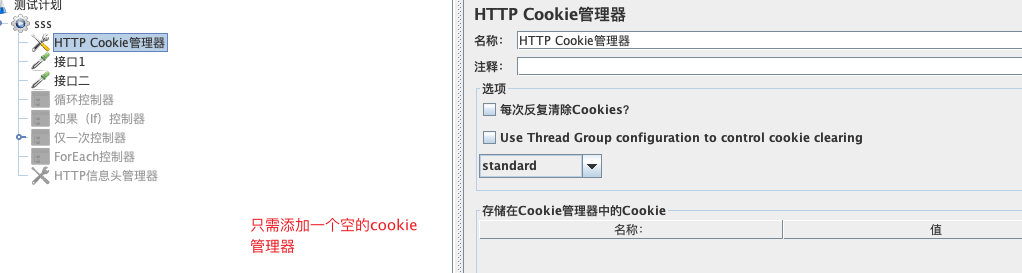 测试计划
sss
HTTP Cookie管理器
接口1
接口二
循环控制器
如果（If）控制器
仅一次控制器
ForEach控制器
HTTP信息头管理器
只需添加一个空的cookie
管理器
HTTP Cookie管理器
名称： HTTP Cookie管理器
注释：
选项
每次反复清除Cookies?
Use Thread Group configuration to control cookie clearing
standard
存储在Cookie管理器中的Cookie
名称： 值